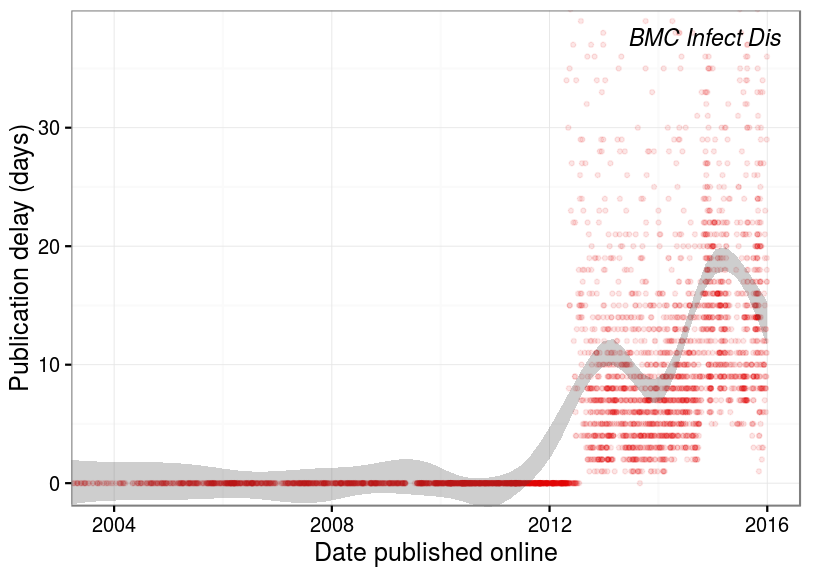 BMC Infect Dis
Publication delay (days)
30
20
10
0
2004 2008 2012 2016
Date published online